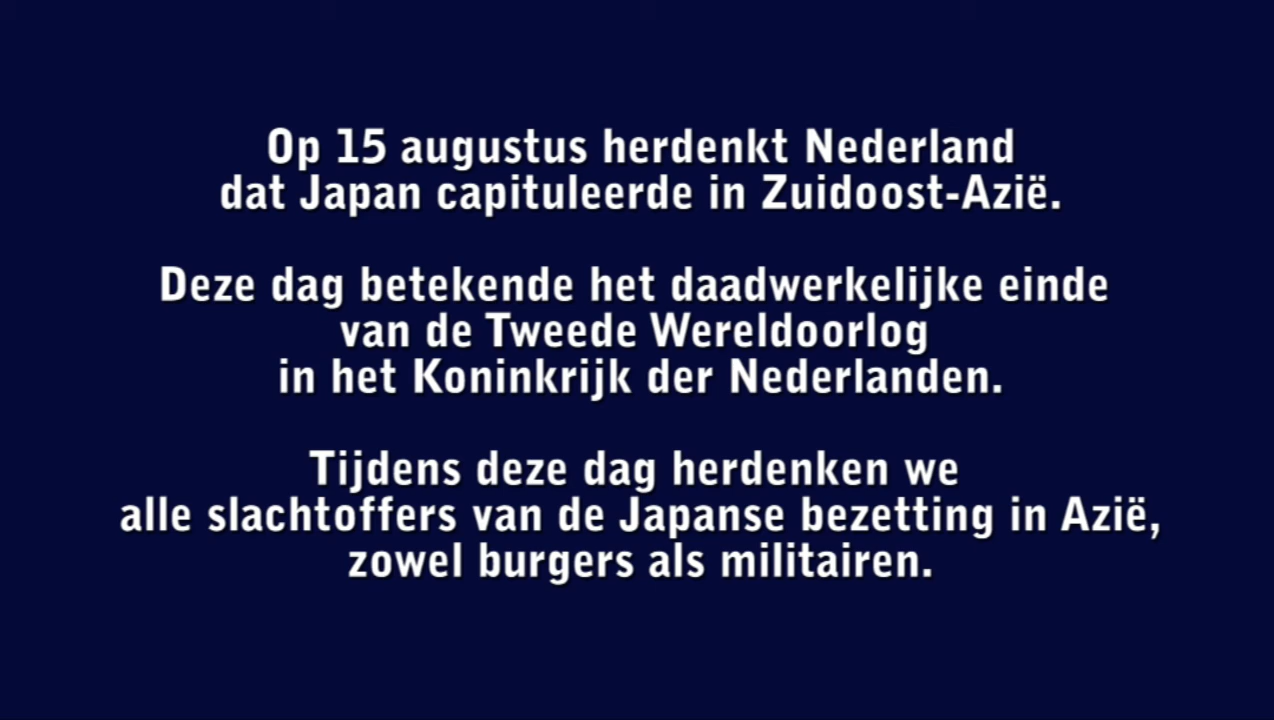 Op 15 augustus herdenkt Nederland
dat Japan capituleerde in Zuidoost-Azië.
Deze dag betekende het daadwerkelijke einde
van de Tweede Wereldoorlog
in het Koninkrijk der Nederlanden.
Tijdens deze dag herdenken we
alle slachtoffers van de Japanse bezetting in Azië,
zowel burgers als militairen.